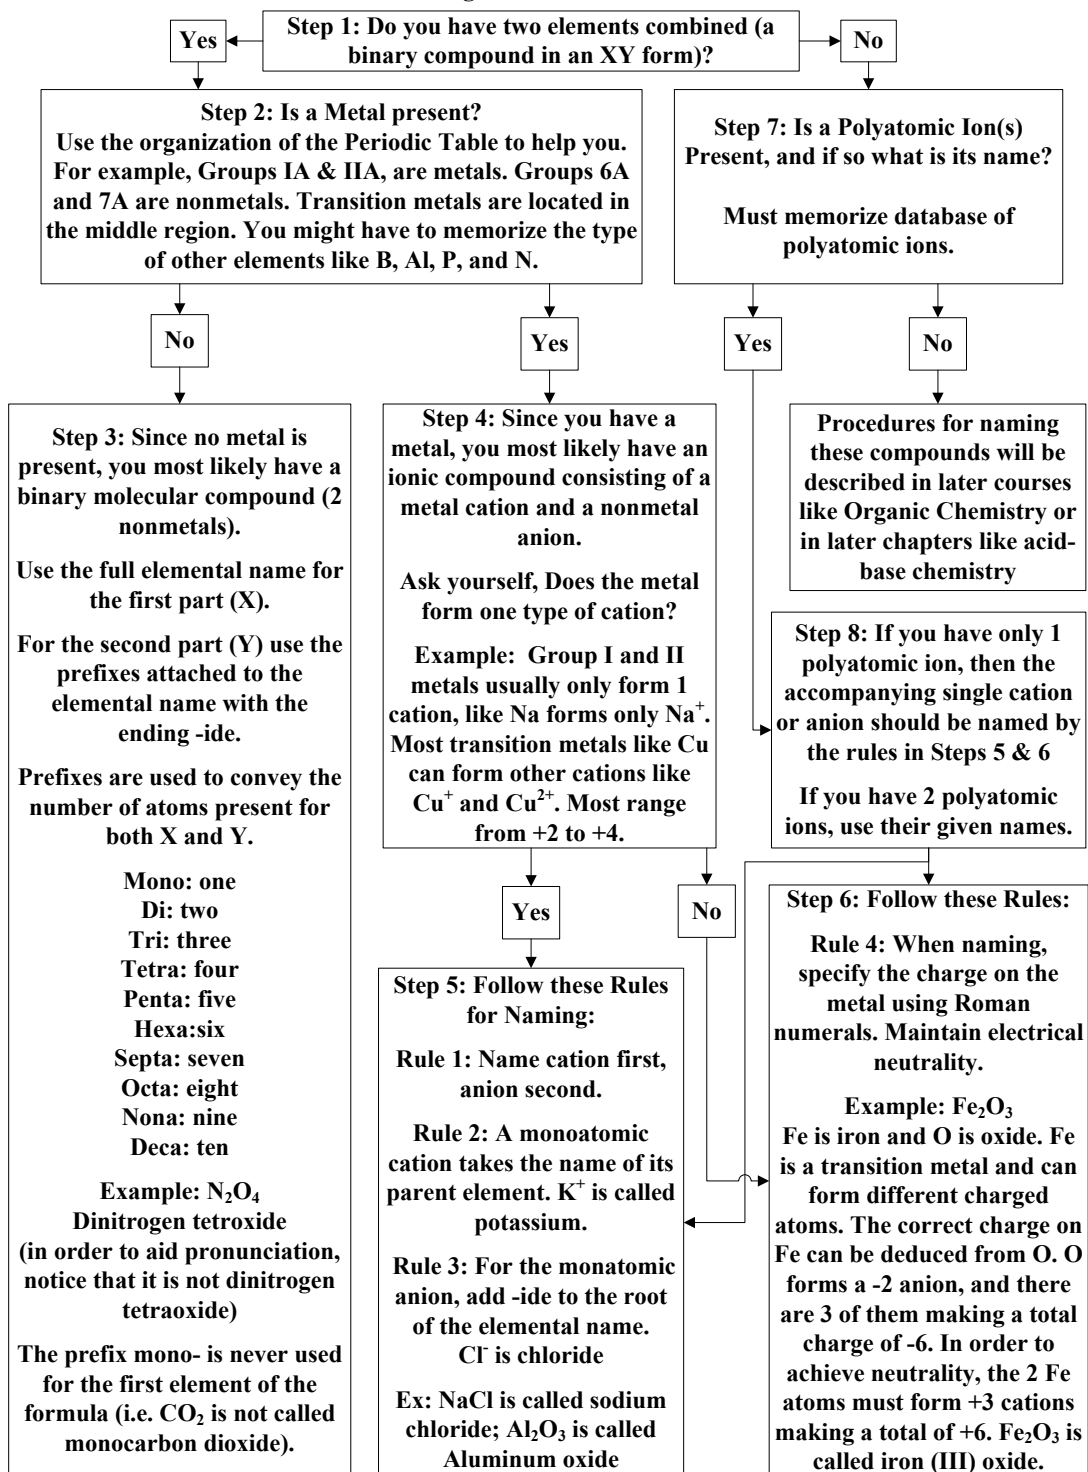 Step 1: Do you have two elements combined (a
binary compound in an XY form)?
Yes
No
Step 2: Is a Metal present?
Use the organization of the Periodic Table to help you.
For example, Groups IA & IIA, are metals. Groups 6A
and 7A are nonmetals. Transition metals are located in
the middle region. You might have to memorize the type
of other elements like B, Al, P, and N.
Step 7: Is a Polyatomic Ion(s)
Present, and if so what is its name?
Must memorize database of
polyatomic ions.
No
Yes
Yes
No
Step 3: Since no metal is
present, you most likely have a
binary molecular compound (2
nonmetals).
Use the full elemental name for
the first part (X).
For the second part (Y) use the
prefixes attached to the
elemental name with the
ending -ide.
Prefixes are used to convey the
number of atoms present for
both X and Y.
Mono: one
Di: two
Tri: three
Tetra: four
Penta: five
Hexa:six
Septa: seven
Octa: eight
Nona: nine
Deca: ten
Example: N₂O₄
Dinitrogen tetroxide
(in order to aid pronunciation,
notice that it is not dinitrogen
tetraoxide)
The prefix mono- is never used
for the first element of the
formula (i.e. CO₂ is not called
monocarbon dioxide).
Step 4: Since you have a
metal, you most likely have an
ionic compound consisting of a
metal cation and a nonmetal
anion.
Ask yourself, Does the metal
form one type of cation?
Example: Group I and II
metals usually only form 1
cation, like Na forms only Na⁺.
Most transition metals like Cu
can form other cations like
Cu⁺ and Cu²⁺. Most range
from +2 to +4.
Yes
No
Step 5: Follow these Rules
for Naming:
Rule 1: Name cation first,
anion second.
Rule 2: A monoatomic
cation takes the name of its
parent element. K⁺ is called
potassium.
Rule 3: For the monatomic
anion, add -ide to the root
of the elemental name.
Cl⁻ is chloride
Ex: NaCl is called sodium
chloride; Al₂O₃ is called
Aluminum oxide
Procedures for naming
these compounds will be
described in later courses
like Organic Chemistry or
in later chapters like acid-
base chemistry
Step 8: If you have only 1
polyatomic ion, then the
accompanying single cation
or anion should be named by
the rules in Steps 5 & 6
If you have 2 polyatomic
ions, use their given names.
Step 6: Follow these Rules:
Rule 4: When naming,
specify the charge on the
metal using Roman
numerals. Maintain electrical
neutrality.
Example: Fe₂O₃
Fe is iron and O is oxide. Fe
is a transition metal and can
form different charged
atoms. The correct charge on
Fe can be deduced from O. O
forms a -2 anion, and there
are 3 of them making a total
charge of -6. In order to
achieve neutrality, the 2 Fe
atoms must form +3 cations
making a total of +6. Fe₂O₃ is
called iron (III) oxide.